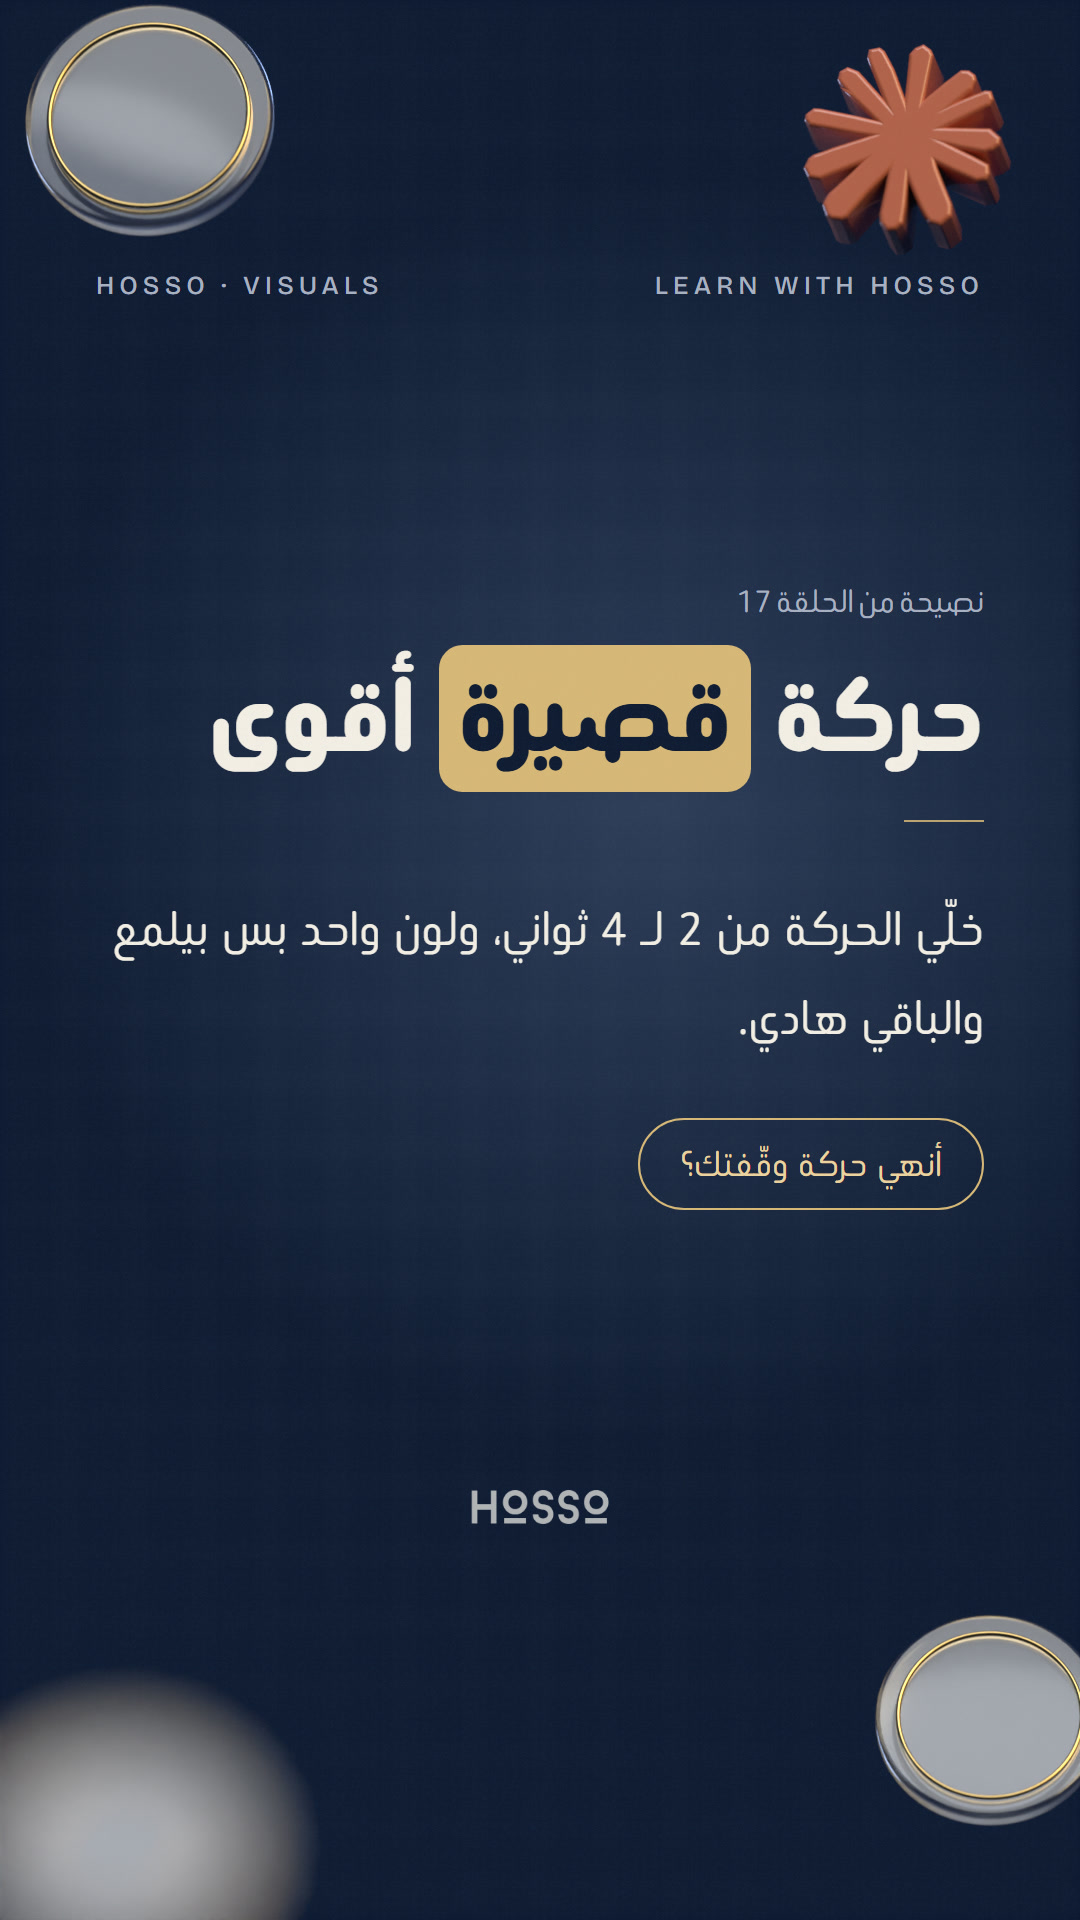 HOSSO · VISUALS
LEARN WITH HOSSO
نصيحة من الحلقة 17
حركة قصيرة أقوى
خلّي الحركة من 2 لـ 4 ثواني، ولون واحد بس بيلمع
والباقي هادي.
أنهي حركة وقّفتك؟
HOSSO